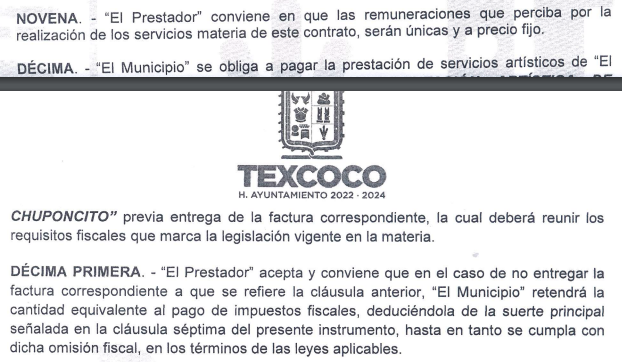 NOVENA. - “El Prestador” conviene en que las remuneraciones que perciba por la
realización de los servicios materia de este contrato, serán únicas y a precio fijo.
DÉCIMA. - “El Municipio” se obliga a pagar la prestación de servicios artísticos de “El
TEXCOCO
H. AYUNTAMIENTO 2022 - 2024
CHUPONCITO” previa entrega de la factura correspondiente, la cual deberá reunir los
requisitos fiscales que marca la legislación vigente en la materia.
DÉCIMA PRIMERA. - “El Prestador” acepta y conviene que en el caso de no entregar la
factura correspondiente a que se refiere la cláusula anterior, “El Municipio” retendrá la
cantidad equivalente al pago de impuestos fiscales, deduciéndola de la suerte principal
señalada en la cláusula séptima del presente instrumento, hasta en tanto se cumpla con
dicha omisión fiscal, en los términos de las leyes aplicables.